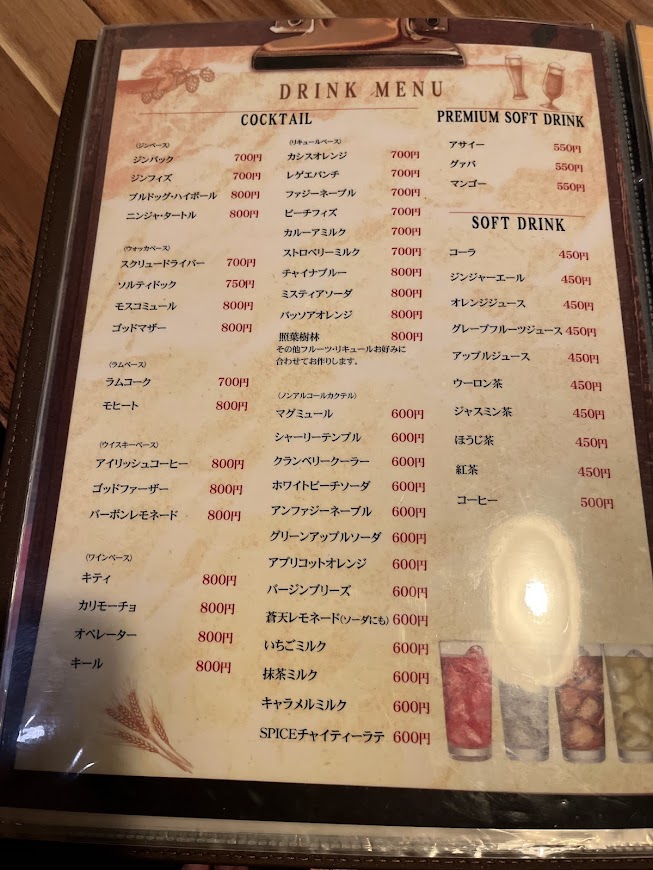 DRINK MENU
COCKTAIL
(ジンベース)
ジンバック 700円
ジンフィズ 700円
ブルドッグ・ハイボール 800円
ニンジャ・タートル 800円
(ウォッカベース)
スクリュードライバー 700円
ソルティドック 750円
モスコミュール 800円
ゴッドマザー 800円
(ラムベース)
ラムコーク 700円
モヒート 800円
(ウイスキーベース)
アイリッシュコーヒー 800円
ゴッドファーザー 800円
バーボンレモネード 800円
(ワインベース)
キティ 800円
カリモーチョ 800円
オペレーター 800円
キール 800円
(リキュールベース)
カシスオレンジ 700円
レゲエパンチ 700円
ファジーネーブル 700円
ピーチフィズ 700円
カルーアミルク 700円
ストロベリーミルク 700円
チャイナブルー 800円
ミスティアソーダ 800円
パッソアオレンジ 800円
照葉樹林 800円
その他フルーツ・リキュールお好みに
合わせてお作りします。
(ノンアルコールカクテル)
マグミュール 600円
シャーリーテンプル 600円
クランベリークーラー 600円
ホワイトピーチソーダ 600円
アンファジーネーブル 600円
グリーンアップルソーダ 600円
アプリコットオレンジ 600円
バージンブリーズ 600円
蒼天レモネード(ソーダにも) 600円
いちごミルク 600円
抹茶ミルク 600円
キャラメルミルク 600円
SPICEチャイティーラテ 600円
PREMIUM SOFT DRINK
アサイー 550円
グァバ 550円
マンゴー 550円
SOFT DRINK
コーラ 450円
ジンジャーエール 450円
オレンジジュース 450円
グレープフルーツジュース 450円
アップルジュース 450円
ウーロン茶 450円
ジャスミン茶 450円
ほうじ茶 450円
紅茶 450円
コーヒー 500円